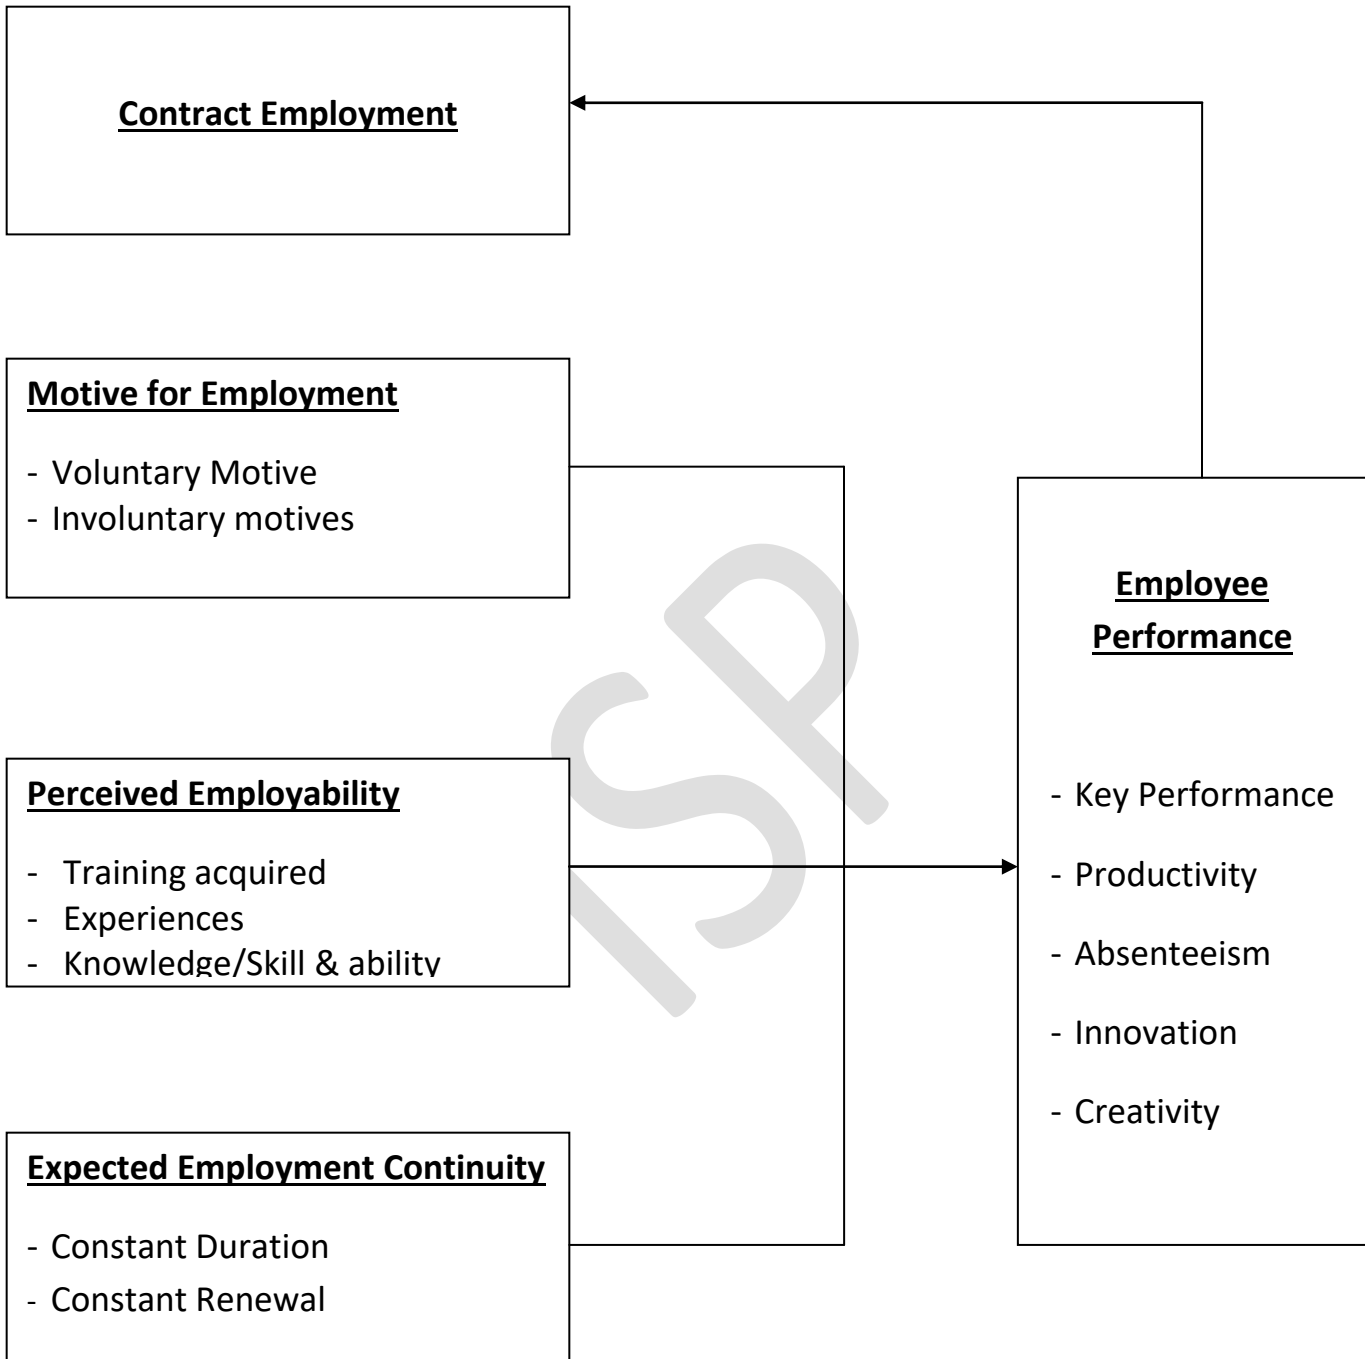 Contract Employment
Motive for Employment
- Voluntary Motive
- Involuntary motives
Perceived Employability
- Training acquired
- Experiences
- Knowledge/Skill & ability
Expected Employment Continuity
- Constant Duration
- Constant Renewal
Employee
Performance
- Key Performance
- Productivity
- Absenteeism
- Innovation
- Creativity
ISP